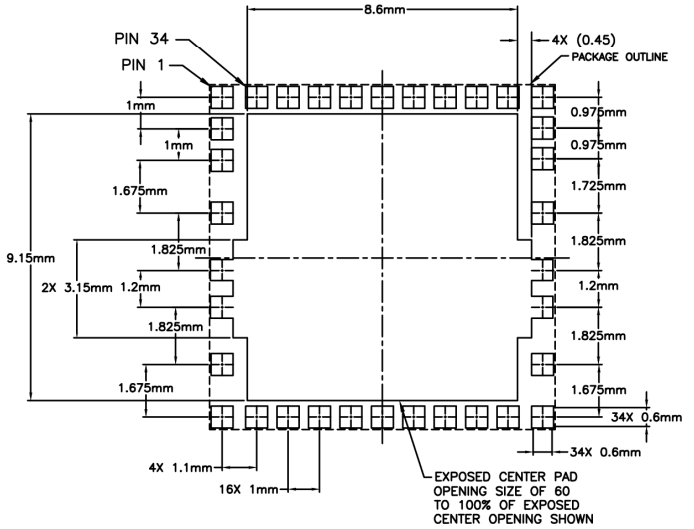 8.6mm
PIN 34
4X (0.45)
PIN 1
PACKAGE OUTLINE
1mm
0.975mm
1mm
0.975mm
1.675mm
1.725mm
1.825mm
1.825mm
9.15mm
2X 3.15mm
1.2mm
1.2mm
1.825mm
1.825mm
1.675mm
1.675mm
34X 0.6mm
34X 0.6mm
4X 1.1mm
16X 1mm
EXPOSED CENTER PAD
OPENING SIZE OF 60
TO 100% OF EXPOSED
CENTER OPENING SHOWN